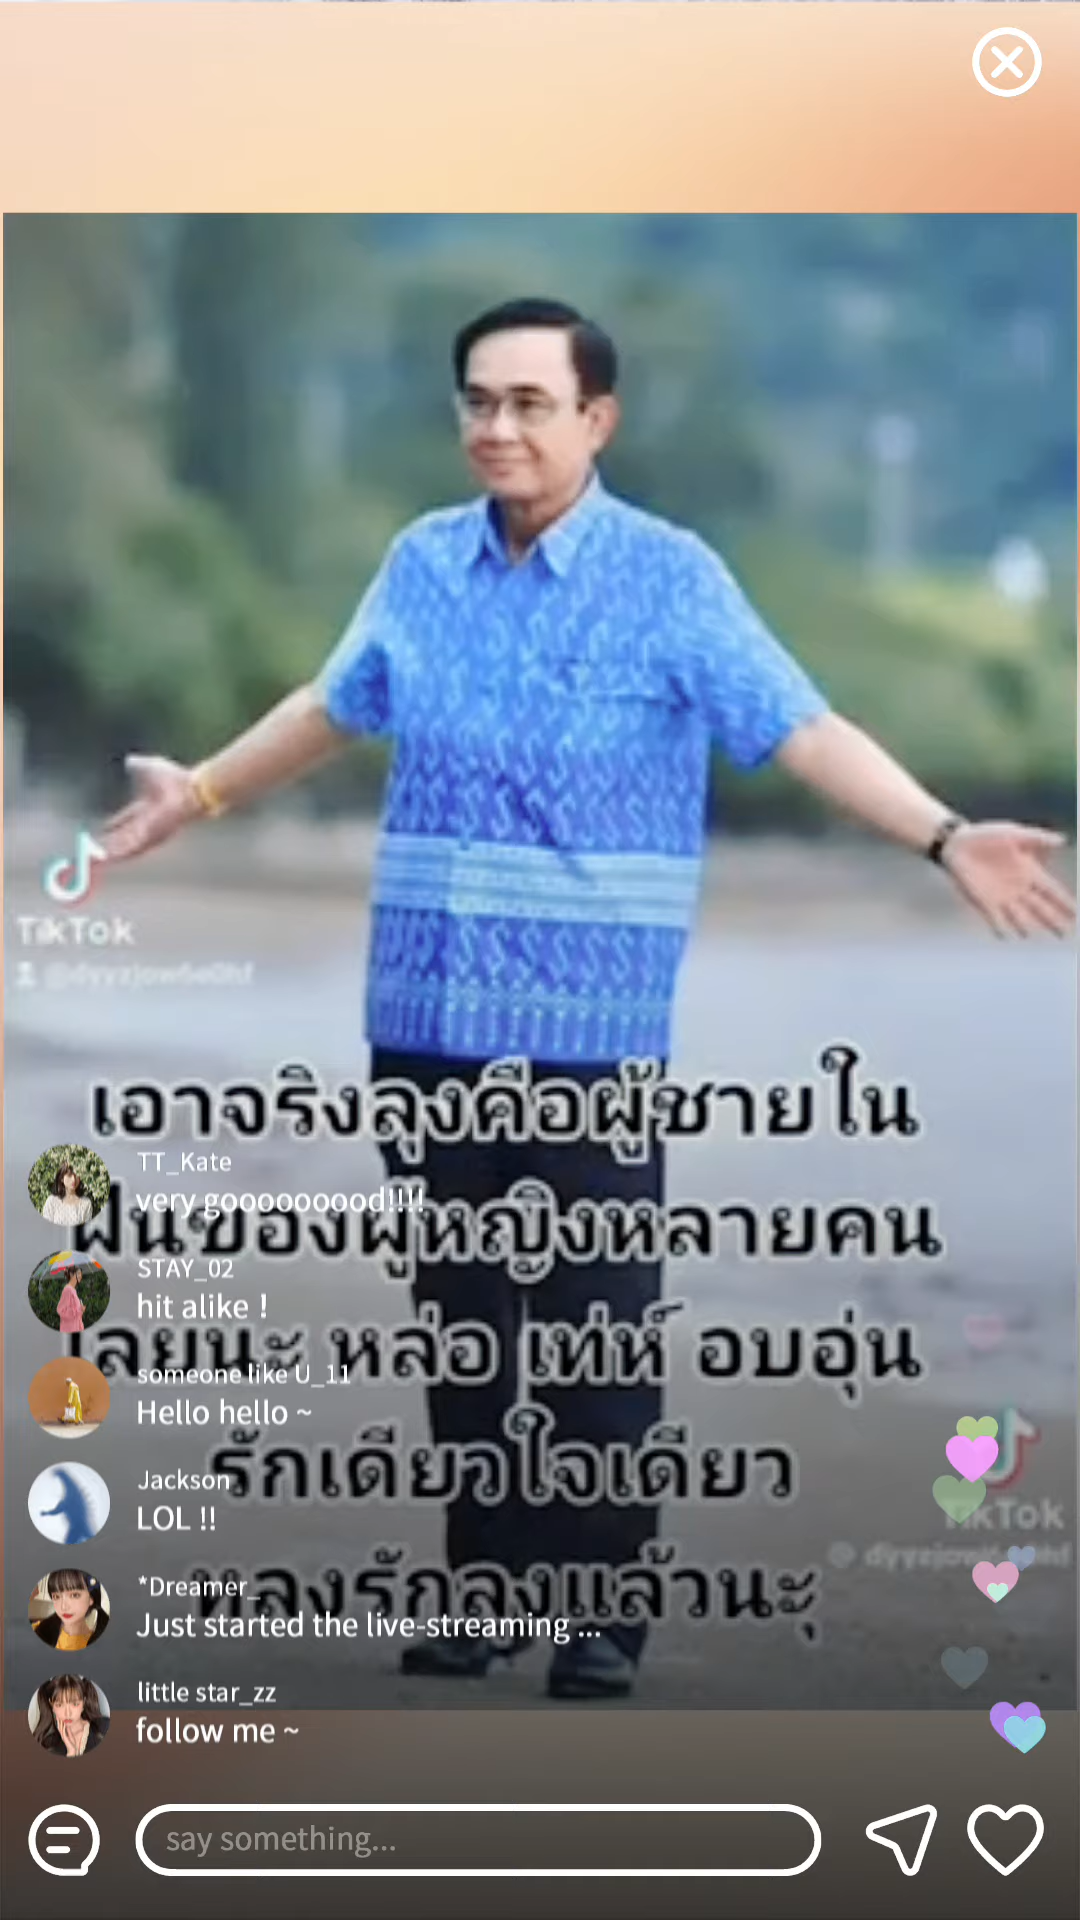 TikTok
เอาจริงลุงคือผู้ชายใน
TT_Kate
very gooooooood!!!!
ฝันของผู้หญิงหลายคน
STAY_02
hit alike !
เลยนะ หล่อ เท่ห์ อบอุ่น
someone like U_11
Hello hello ~
รักเดียวใจเดียว
Jackson
LOL !!
TikTok
*Dreamer_
หลงรักลุงแล้วนะุ
Just started the live-streaming ...
little star_zz
follow me ~
say something...